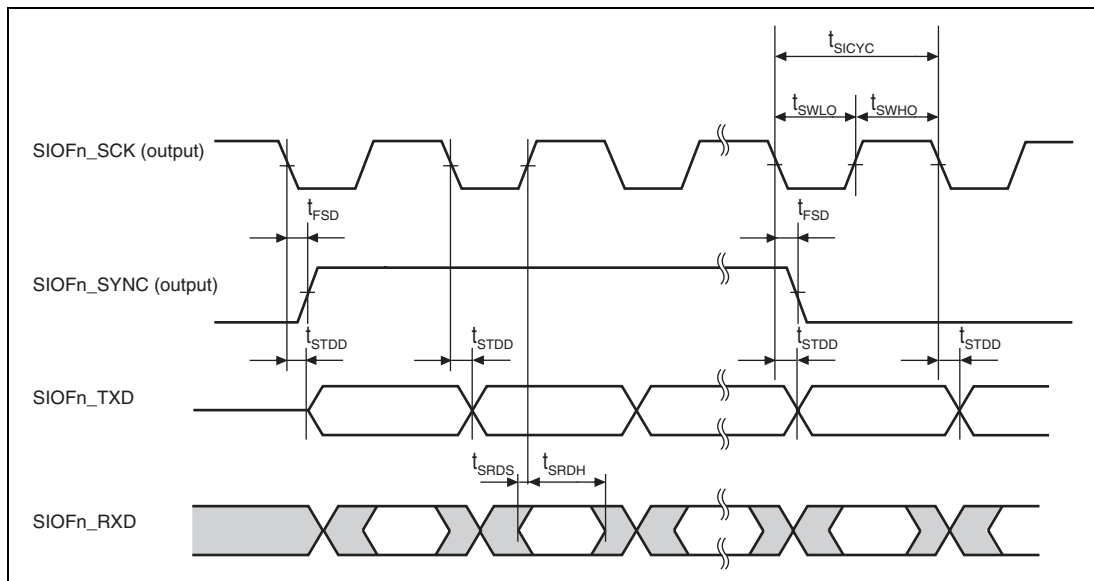 tSICYC
tSWLO tSWHO
SIOFn_SCK (output)
tFSD tFSD
SIOFn_SYNC (output)
tSTDD tSTDD tSTDD tSTDD
SIOFn_TXD
tSRDS tSRDH
SIOFn_RXD